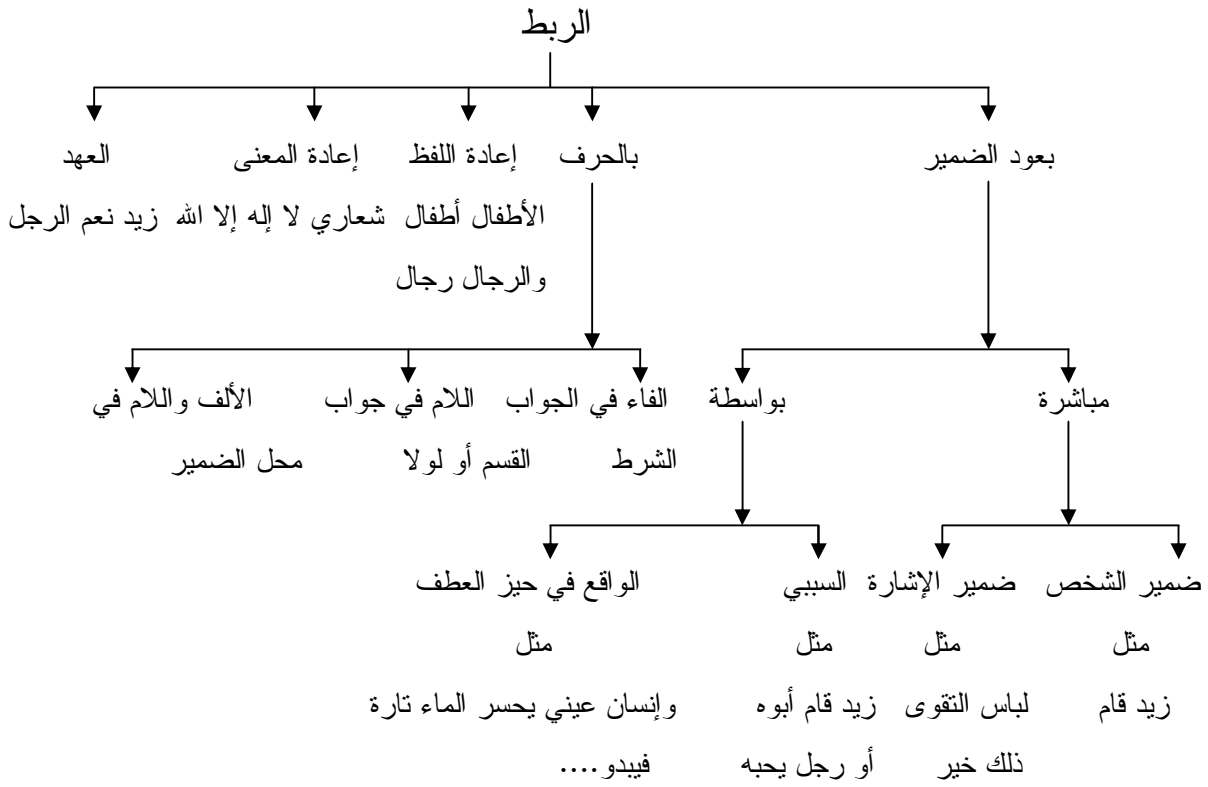 الربط
بعود الضمير بالحرف إعادة اللفظ إعادة المعنى العهد
الأطفال أطفال شعاري لا إله إلا الله زيد نعم الرجل
والرجال رجال
مباشرة بواسطة الفاء في الجواب اللام في جواب الألف واللام في
الشرط القسم أو لولا محل الضمير
ضمير الشخص ضمير الإشارة السببي الواقع في حيز العطف
مثل مثل مثل مثل
زيد قام لباس التقوى زيد قام أبوه وإنسان عيني يحسر الماء تارة
ذلك خير أو رجل يحبه فيبدو....